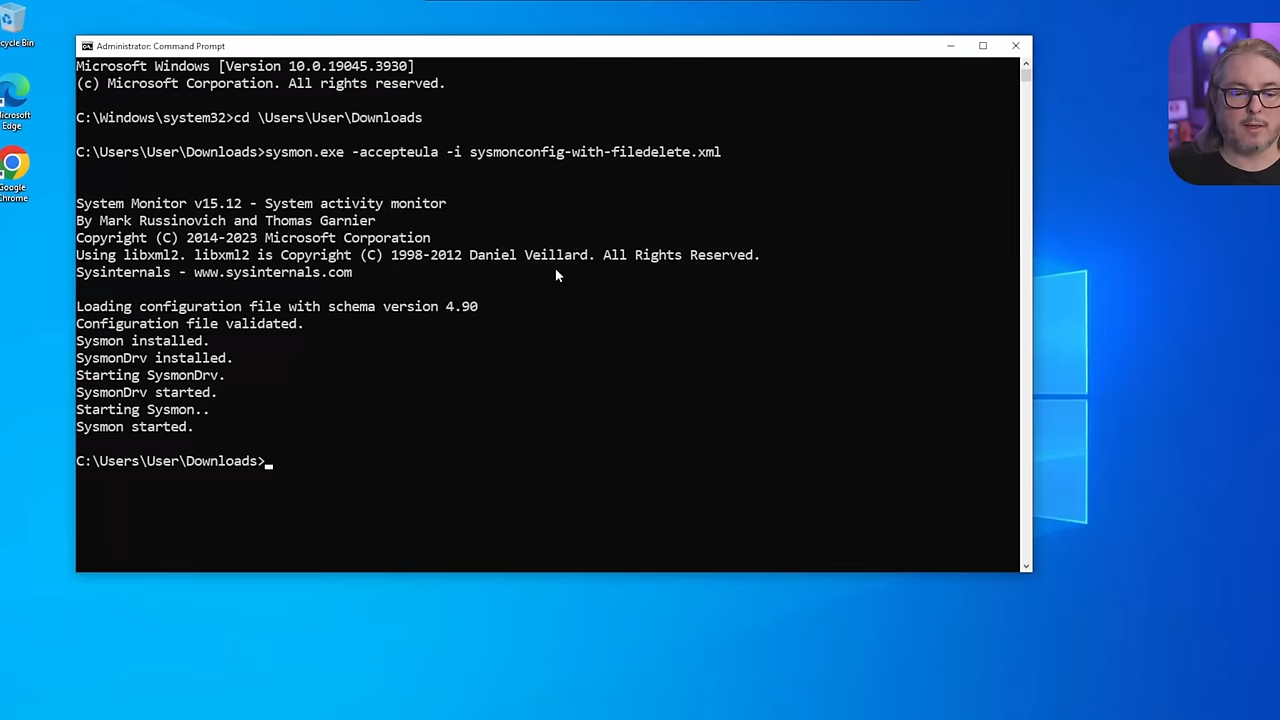 Administrator: Command Prompt
Microsoft Windows [Version 10.0.19045.3930]
(c) Microsoft Corporation. All rights reserved.
C:\Windows\system32>cd \Users\User\Downloads
C:\Users\User\Downloads>sysmon.exe -accepteula -i sysmonconfig-with-filedelete.xml
System Monitor v15.12 - System activity monitor
By Mark Russinovich and Thomas Garnier
Copyright (C) 2014-2023 Microsoft Corporation
Using libxml2. libxml2 is Copyright (C) 1998-2012 Daniel Veillard. All Rights Reserved.
Sysinternals - www.sysinternals.com
Loading configuration file with schema version 4.90
Configuration file validated.
Sysmon installed.
SysmonDrv installed.
Starting SysmonDrv.
SysmonDrv started.
Starting Sysmon..
Sysmon started.
C:\Users\User\Downloads>
ecycle Bin
Microsoft
Edge
Google
Chrome